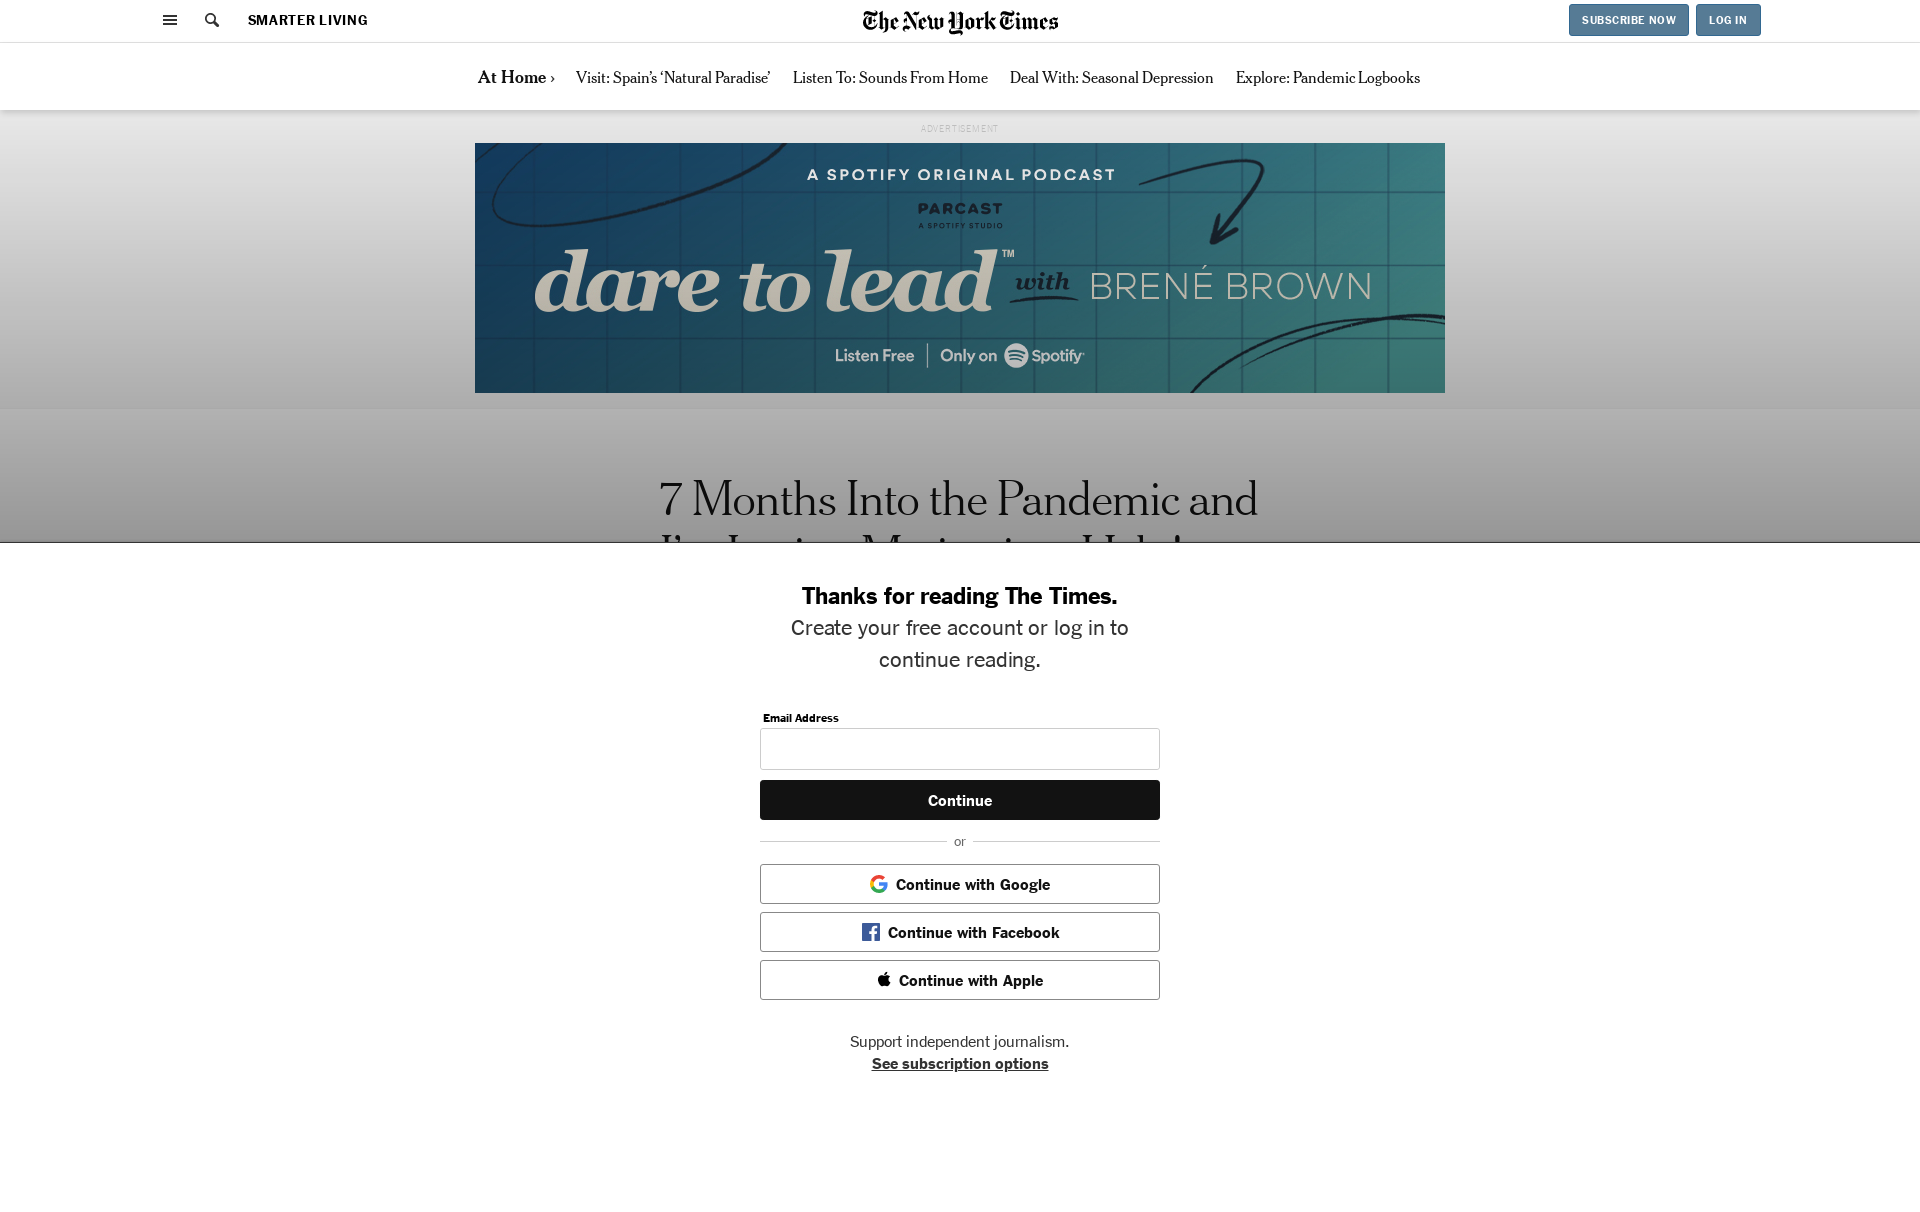 SMARTER LIVING
The New York Times
SUBSCRIBE NOW
LOG IN
At Home ›
Visit: Spain’s ‘Natural Paradise’
Listen To: Sounds From Home
Deal With: Seasonal Depression
Explore: Pandemic Logbooks
ADVERTISEMENT
A SPOTIFY ORIGINAL PODCAST
PARCAST
A SPOTIFY STUDIO
dare to lead™ with BRENÉ BROWN
Listen Free | Only on Spotify
7 Months Into the Pandemic and
Thanks for reading The Times.
Create your free account or log in to
continue reading.
Email Address
Continue
or
Continue with Google
Continue with Facebook
Continue with Apple
Support independent journalism.
See subscription options